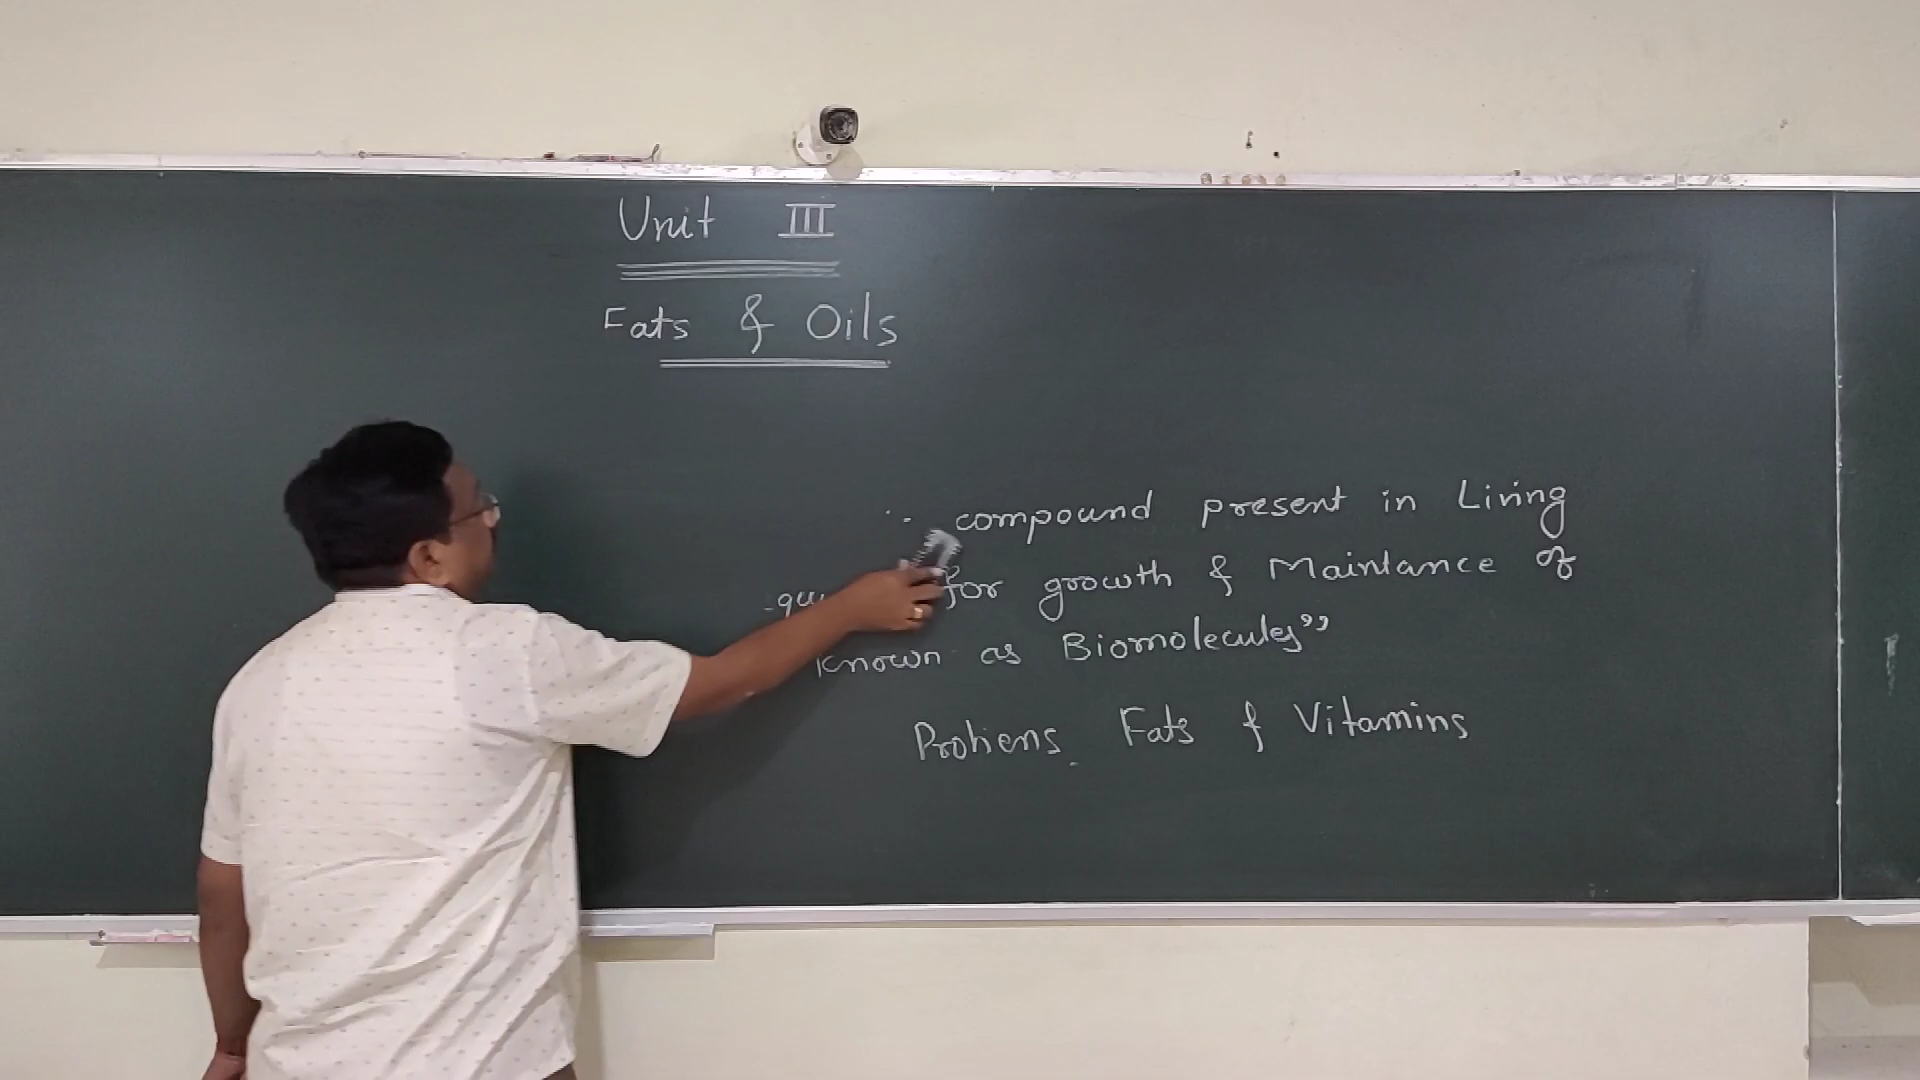 Unit III
Fats & Oils
compound present in Living
for growth & Maintance of
known as Biomolecules”
Protiens Fats & Vitamins